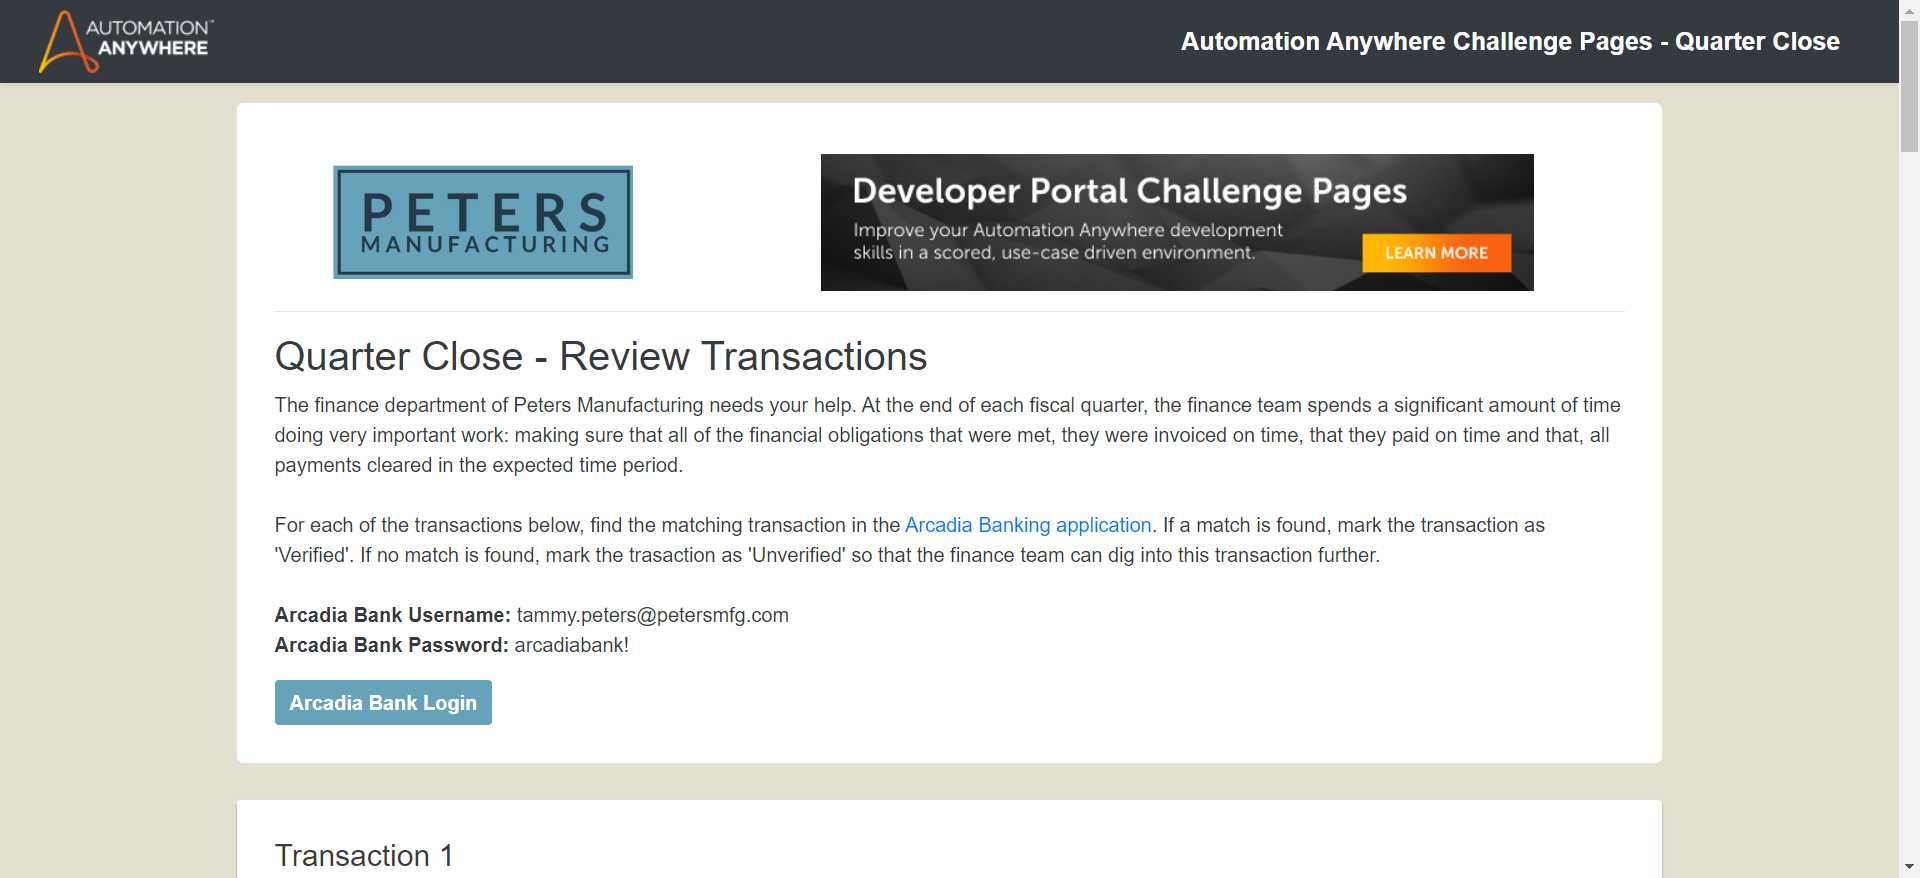 AUTOMATION
ANYWHERE
Automation Anywhere Challenge Pages - Quarter Close
PETERS
MANUFACTURING
Developer Portal Challenge Pages
Improve your Automation Anywhere development
skills in a scored, use-case driven environment.
LEARN MORE
Quarter Close - Review Transactions
The finance department of Peters Manufacturing needs your help. At the end of each fiscal quarter, the finance team spends a significant amount of time
doing very important work: making sure that all of the financial obligations that were met, they were invoiced on time, that they paid on time and that, all
payments cleared in the expected time period.
For each of the transactions below, find the matching transaction in the Arcadia Banking application. If a match is found, mark the transaction as
'Verified'. If no match is found, mark the trasaction as 'Unverified' so that the finance team can dig into this transaction further.
Arcadia Bank Username: tammy.peters@petersmfg.com
Arcadia Bank Password: arcadiabank!
Arcadia Bank Login
Transaction 1